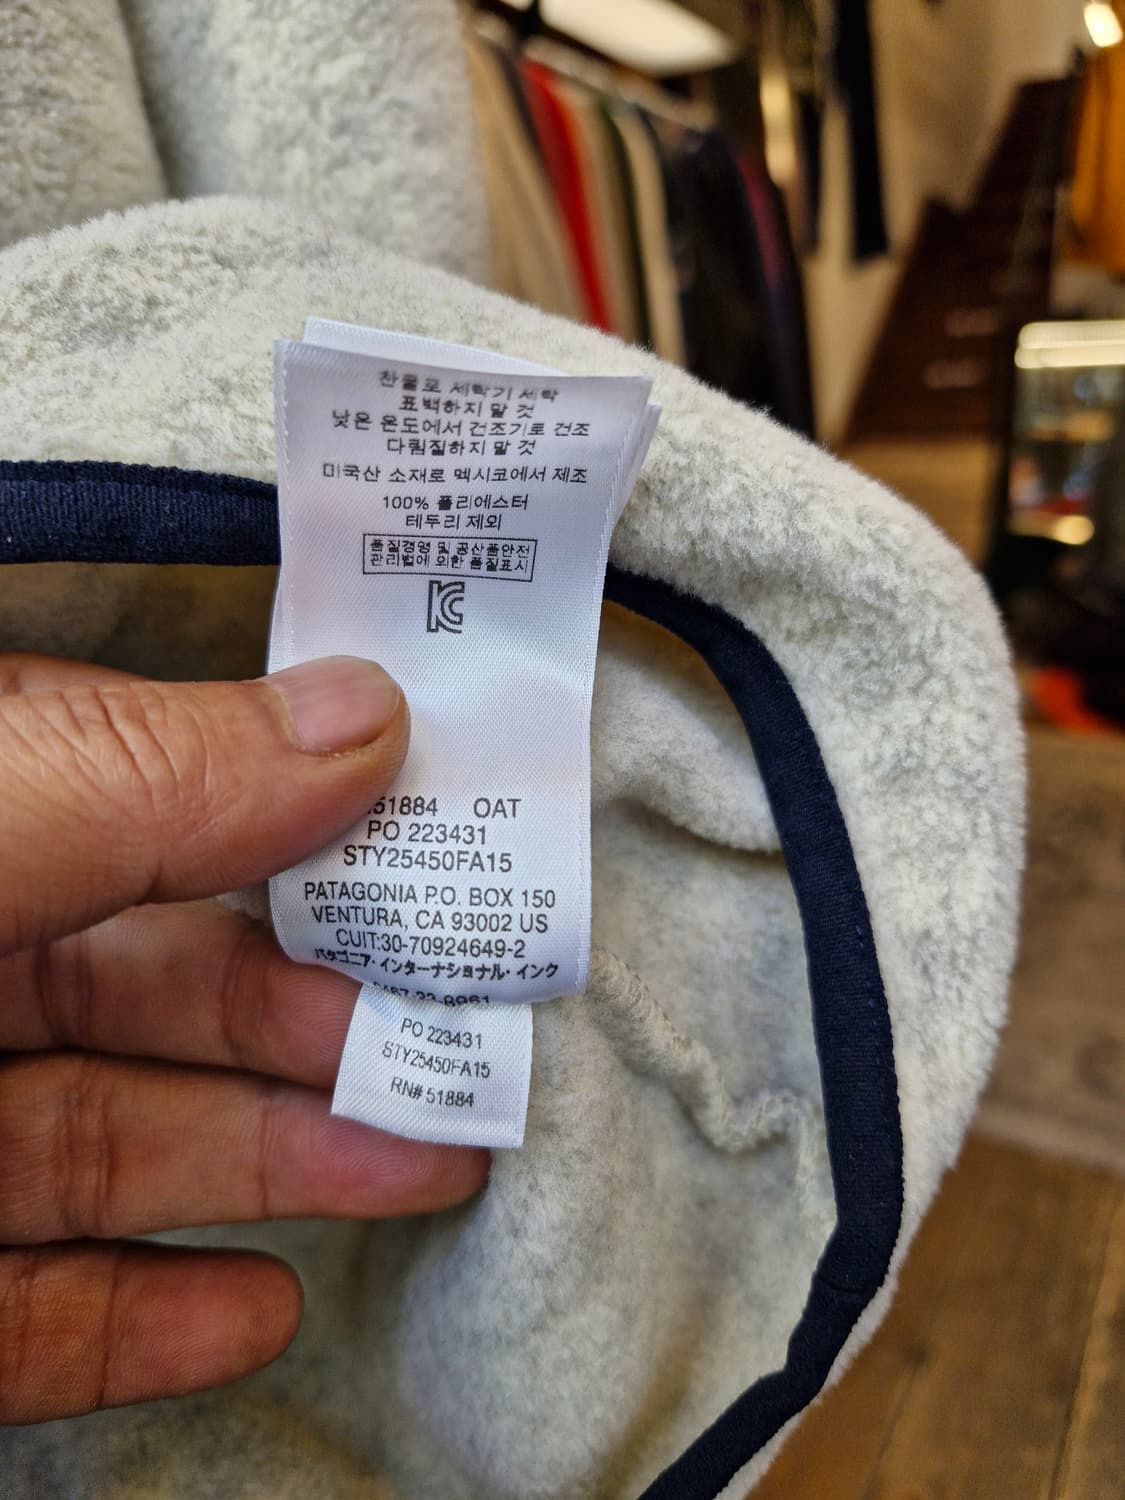 찬물로 세탁기 세탁
표백하지 말 것
낮은 온도에서 건조기로 건조
다림질하지 말 것
미국산 소재로 멕시코에서 제조
100% 폴리에스터
테두리 제외
품질경영 및 공산품안전
관리법에 의한 품질표시
KC
51884 OAT
PO 223431
STY25450FA15
PATAGONIA P.O. BOX 150
VENTURA, CA 93002 US
CUIT:30-70924649-2
パタゴニア・インターナショナル・インク
PO 223431
STY25450FA15
RN# 51884